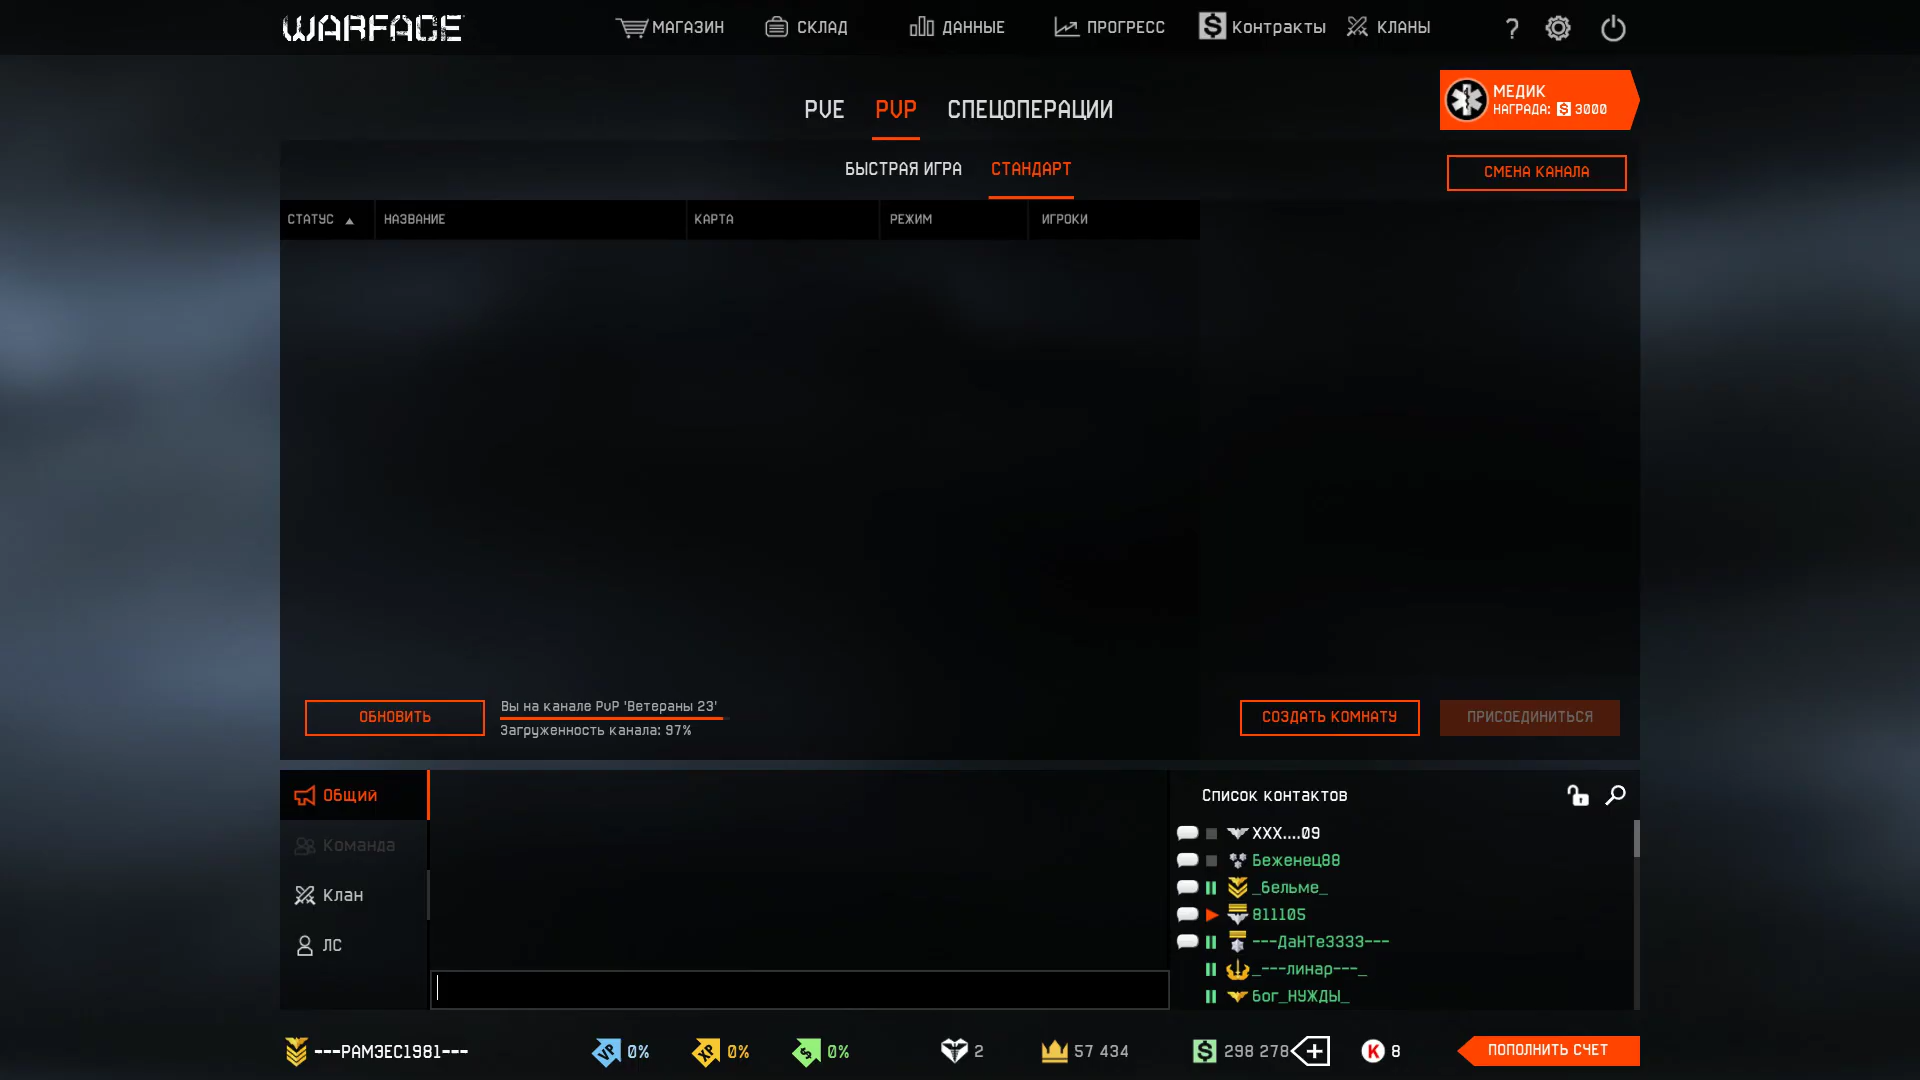 WARFACE
МАГАЗИН
СКЛАД
ДАННЫЕ
ПРОГРЕСС
Контракты
КЛАНЫ
?
PVE
PVP
СПЕЦОПЕРАЦИИ
МЕДИК
НАГРАДА: $ 3000
БЫСТРАЯ ИГРА
СТАНДАРТ
СМЕНА КАНАЛА
СТАТУС
НАЗВАНИЕ
КАРТА
РЕЖИМ
ИГРОКИ
ОБНОВИТЬ
Вы на канале PvP 'Ветераны 23'
Загруженность канала: 97%
СОЗДАТЬ КОМНАТУ
ПРИСОЕДИНИТЬСЯ
Общий
Команда
Клан
ЛС
Список контактов
XXX....09
Беженец88
_бельме_
811105
---ДаНТе3333---
_---линар---_
Бог_НУЖДЫ_
---РАМЗЕС1981---
VP 0%
XP 0%
$ 0%
2
57 434
$ 298 278
K 8
ПОПОЛНИТЬ СЧЕТ